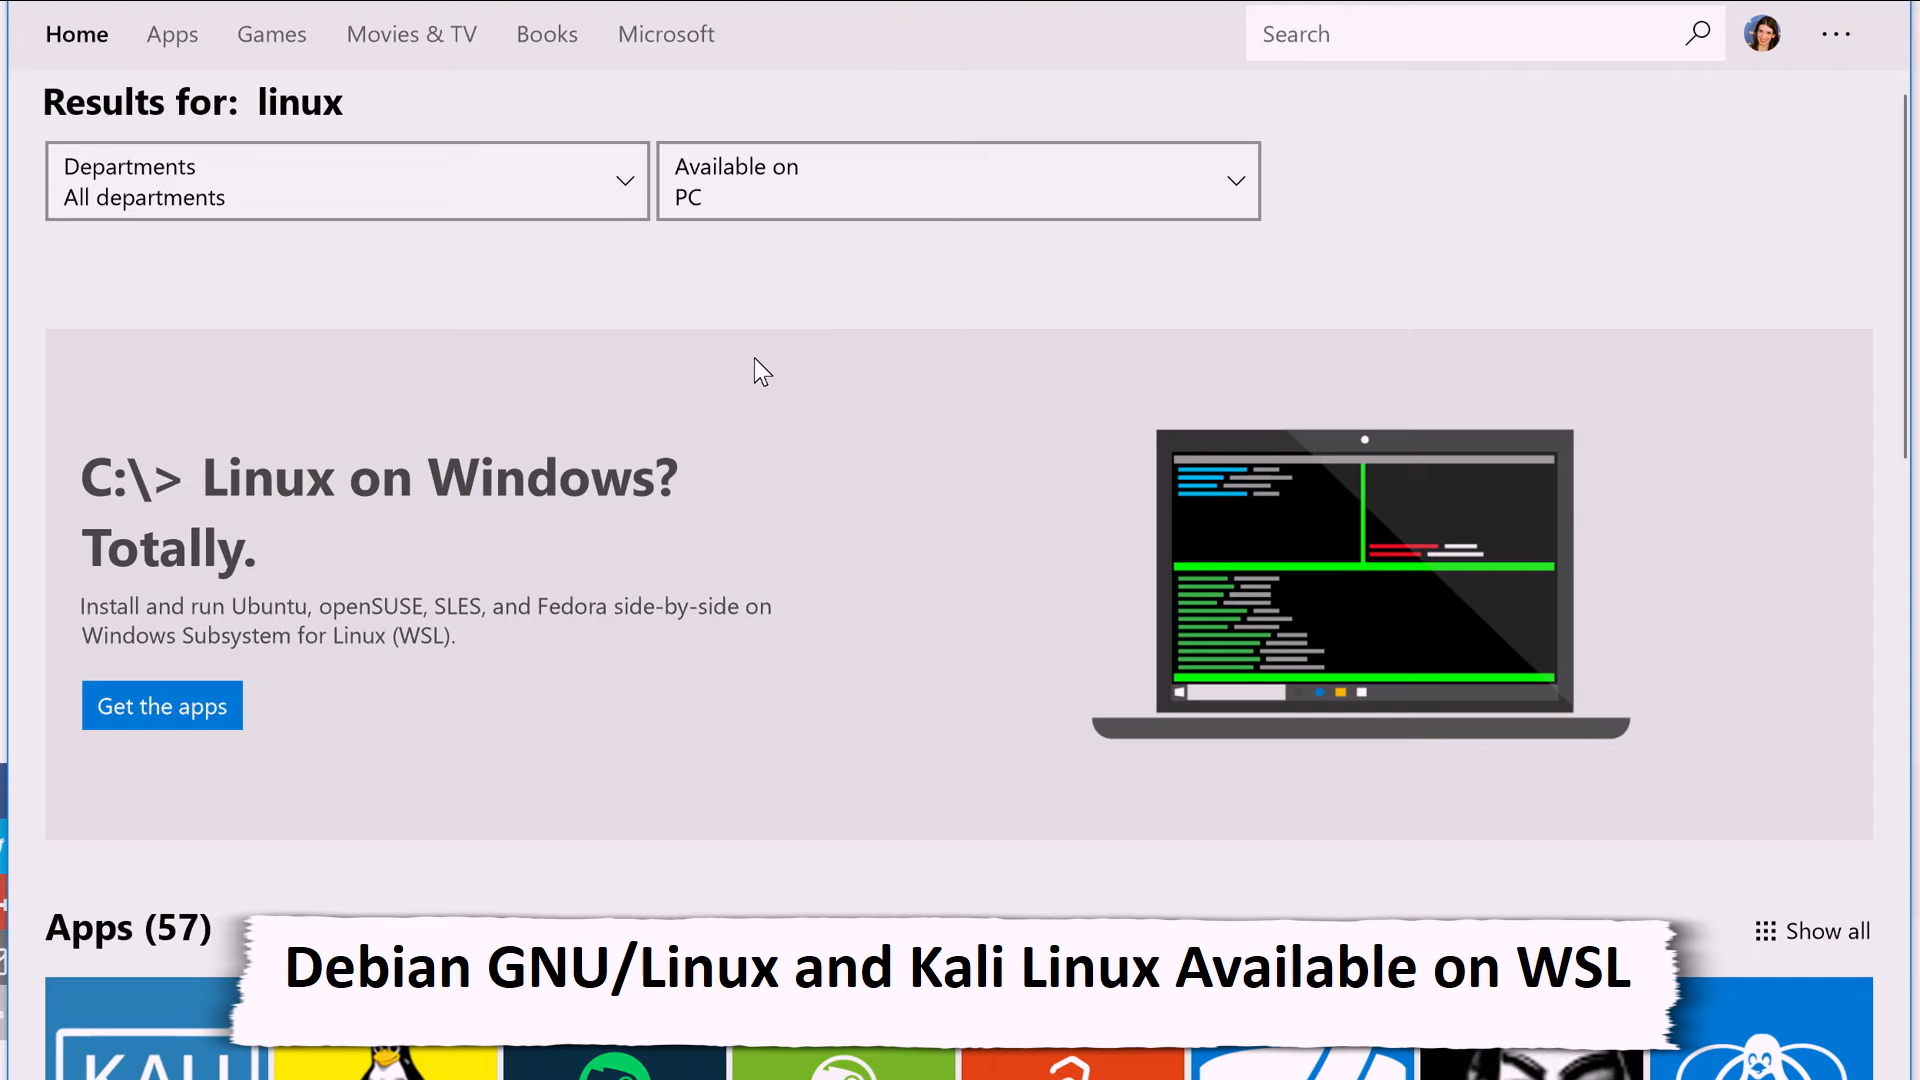 Home Apps Games Movies & TV Books Microsoft Search
Results for: linux
Departments
All departments
Available on
PC
C:\> Linux on Windows?
Totally.
Install and run Ubuntu, openSUSE, SLES, and Fedora side-by-side on
Windows Subsystem for Linux (WSL).
Get the apps
Apps (57)
Show all
Debian GNU/Linux and Kali Linux Available on WSL
KALI